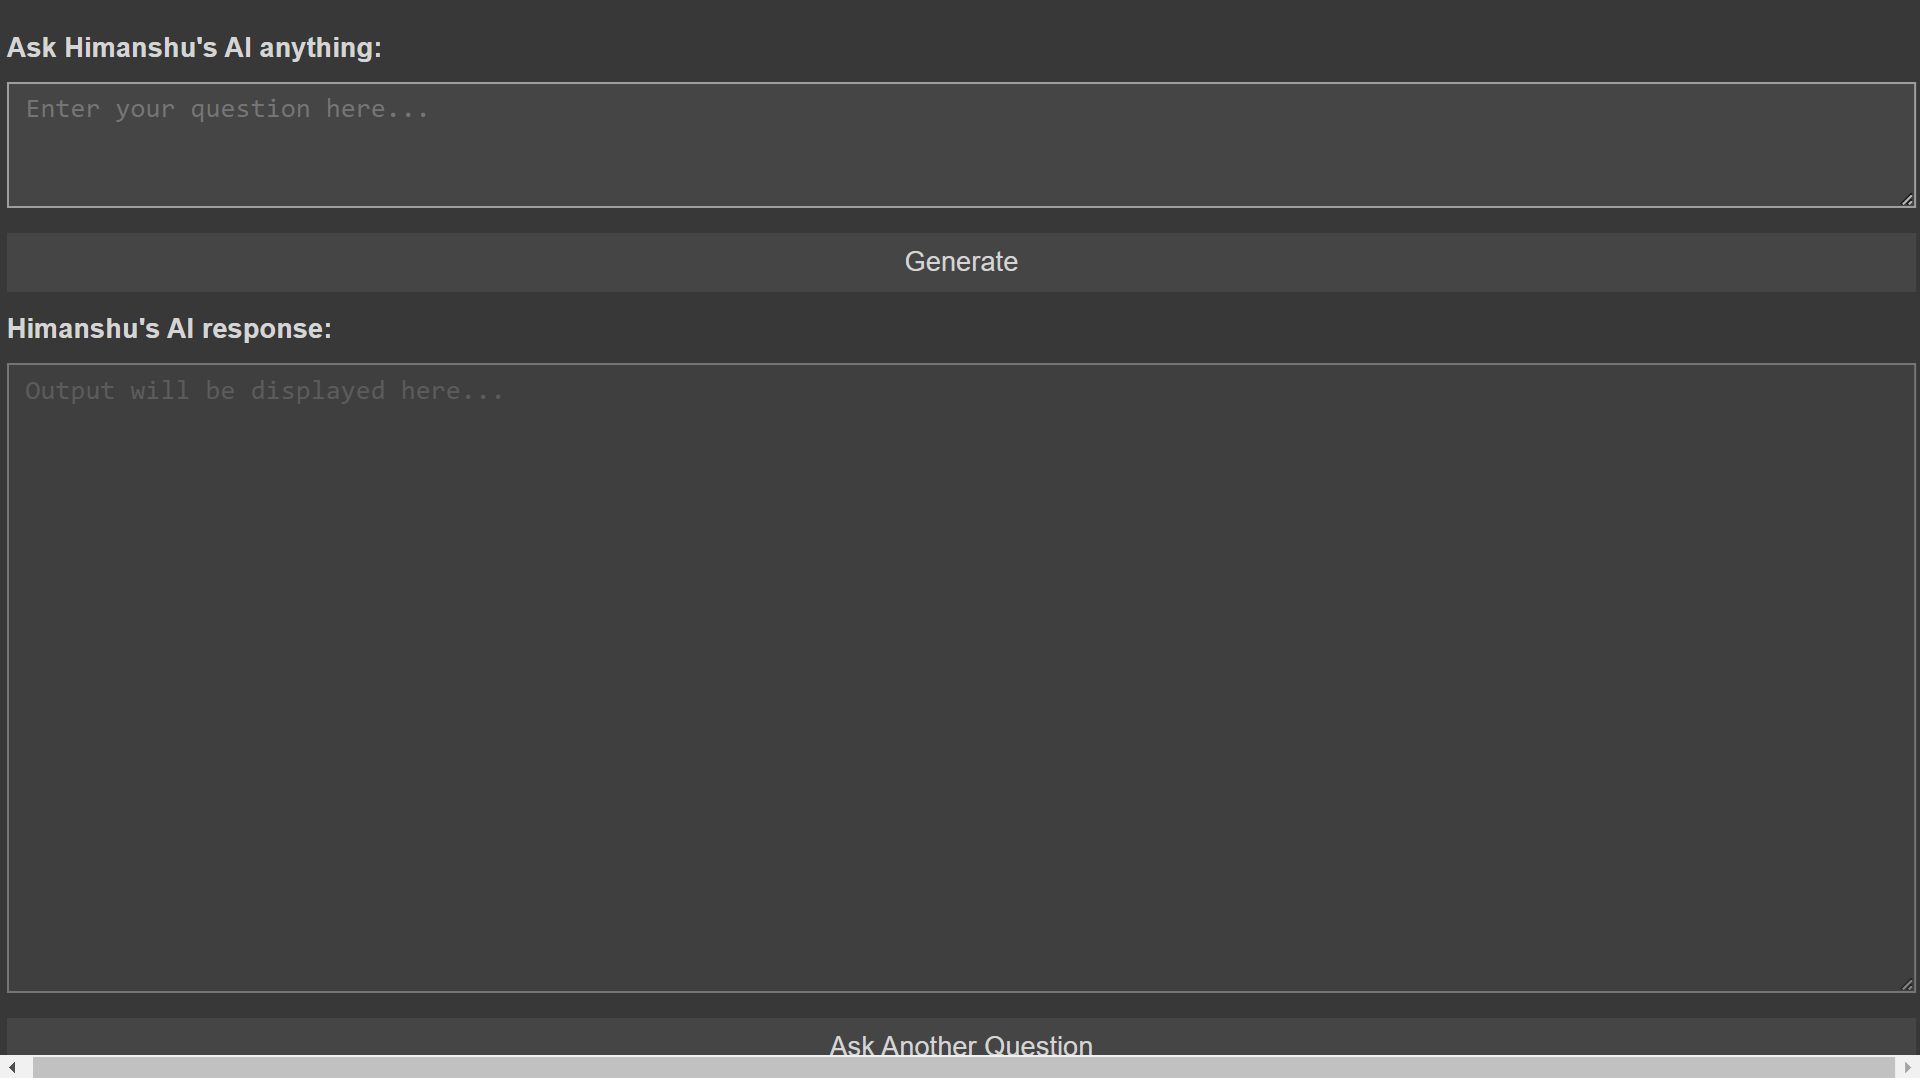 Ask Himanshu's AI anything:
Enter your question here...
Generate
Himanshu's AI response:
Output will be displayed here...
Ask Another Question